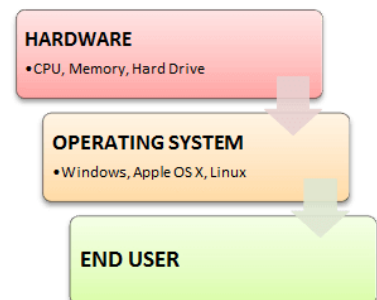 HARDWARE
•CPU, Memory, Hard Drive
OPERATING SYSTEM
•Windows, Apple OS X, Linux
END USER